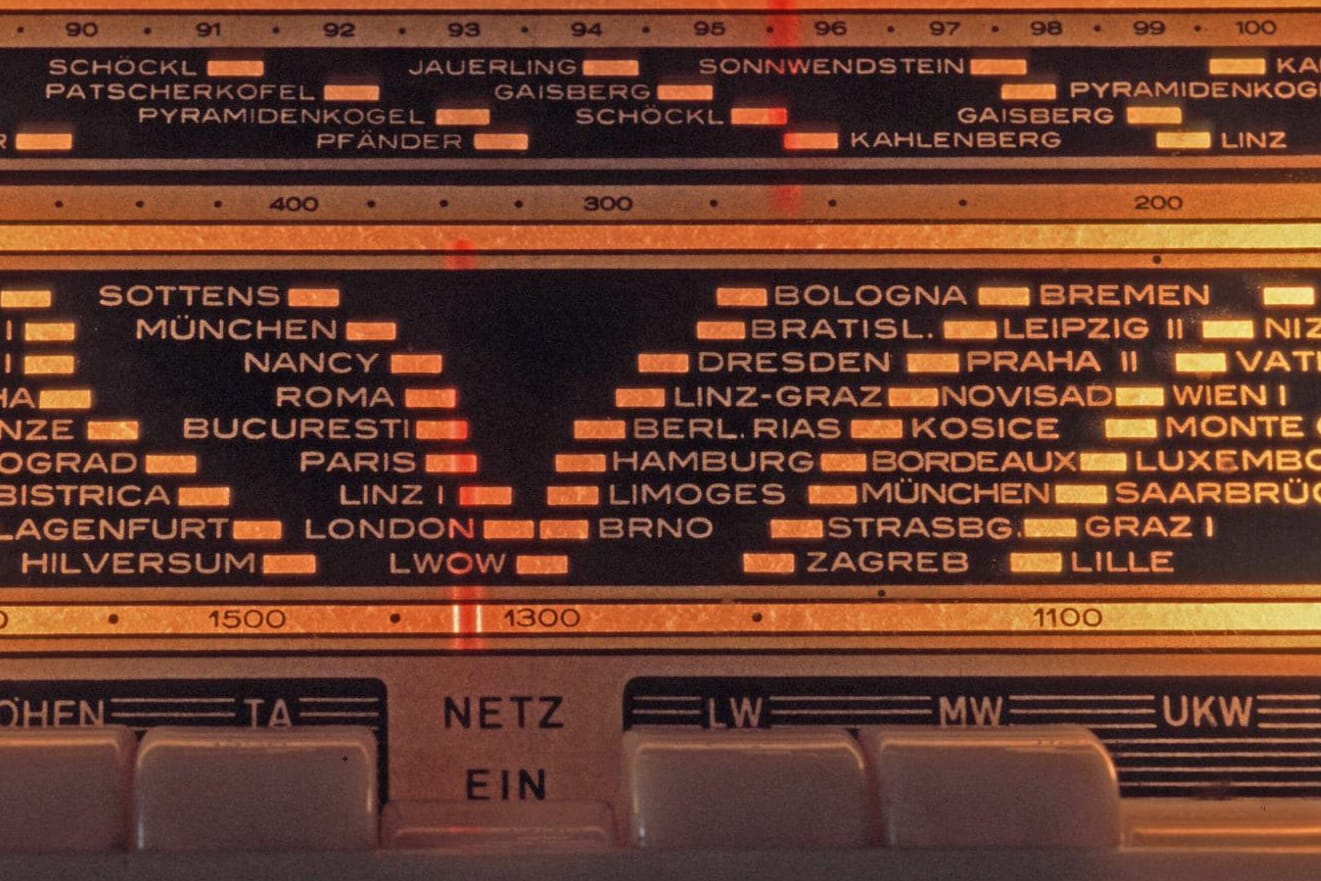 90 91 92 93 94 95 96 97 98 99 100
SCHÖCKL JAUERLING SONNWENDSTEIN
PATSCHERKOFEL GAISBERG
PYRAMIDENKOGEL SCHÖCKL GAISBERG
PFÄNDER KAHLENBERG LINZ
400 300 200
SOTTENS BOLOGNA BREMEN
I MÜNCHEN BRATISL. LEIPZIG II
I NANCY DRESDEN PRAHA II
ROMA LINZ-GRAZ NOVISAD WIEN I
BUCURESTI BERL.RIAS KOSICE MONTE
PARIS HAMBURG BORDEAUX
BISTRICA LINZ I LIMOGES MÜNCHEN
LONDON BRNO STRASBG. GRAZ I
HILVERSUM LWOW ZAGREB LILLE
1500 1300 1100
TA NETZ LW MW UKW
EIN